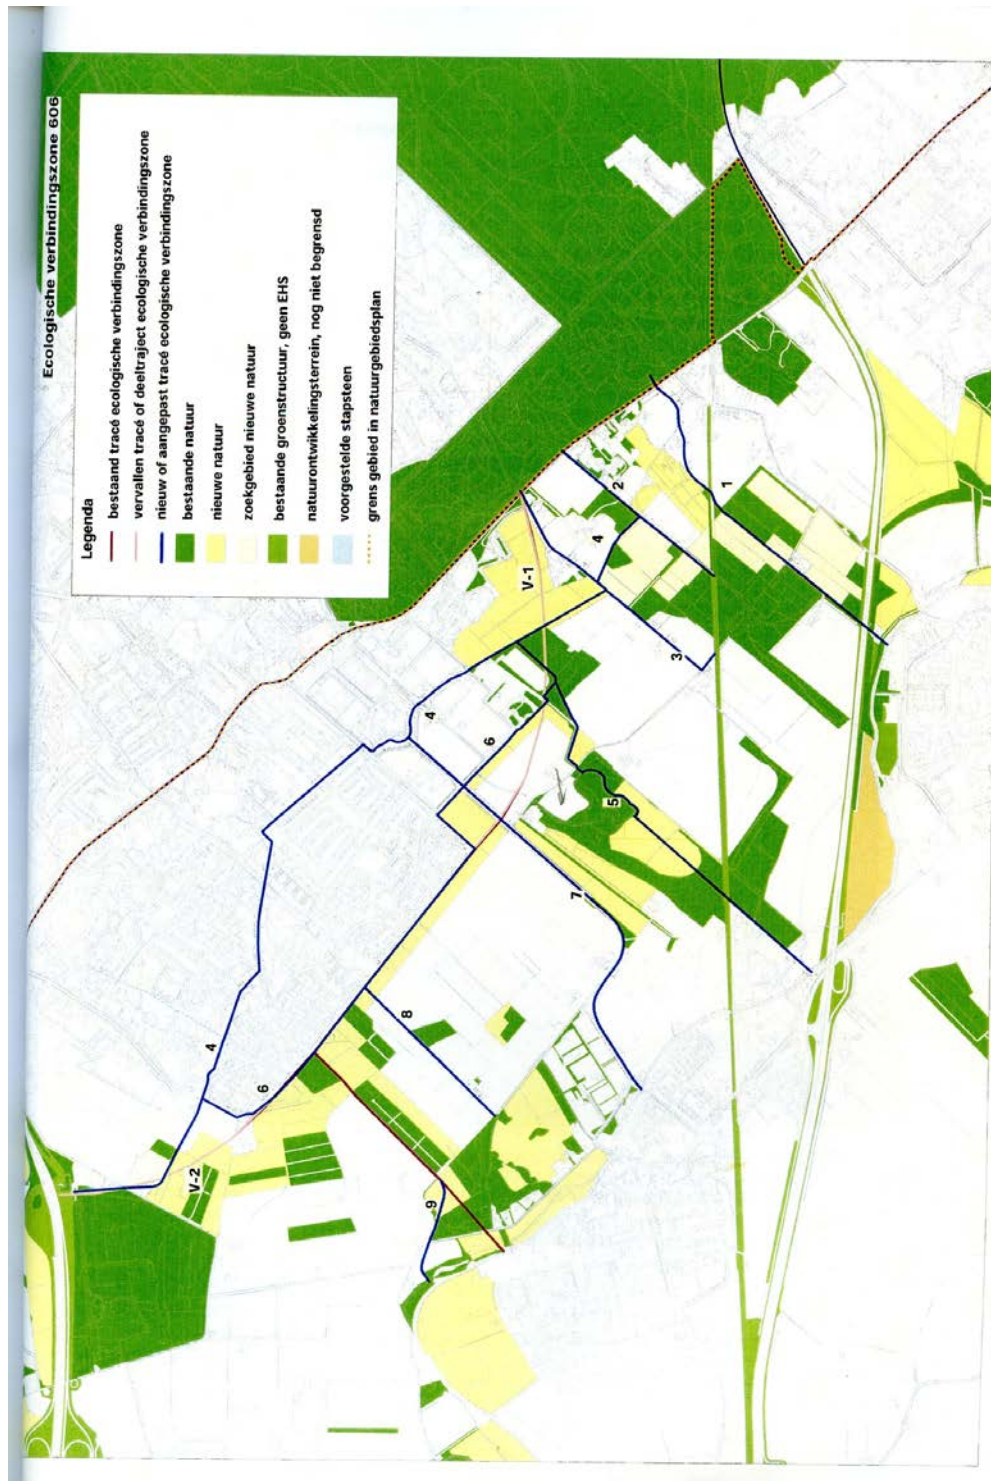 Ecologische verbindingszone 606
Legenda
bestaand tracé ecologische verbindingszone
vervallen tracé of deeltraject ecologische verbindingszone
nieuw of aangepast tracé ecologische verbindingszone
bestaande natuur
nieuwe natuur
zoekgebied nieuwe natuur
bestaande groenstructuur, geen EHS
natuurontwikkelingsterrein, nog niet begrensd
voorgestelde stapsteen
grens gebied in natuurgebiedsplan
1
2
4
V-1
3
4
6
5
7
8
4
6
V-2
9